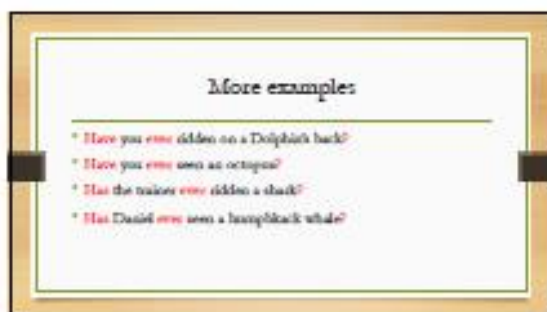 More examples
Have you ever ridden on a Dolphin's back?
Have you ever seen an octopus?
Has the trainer ever ridden a shark?
Has Daniel ever seen a humpback whale?